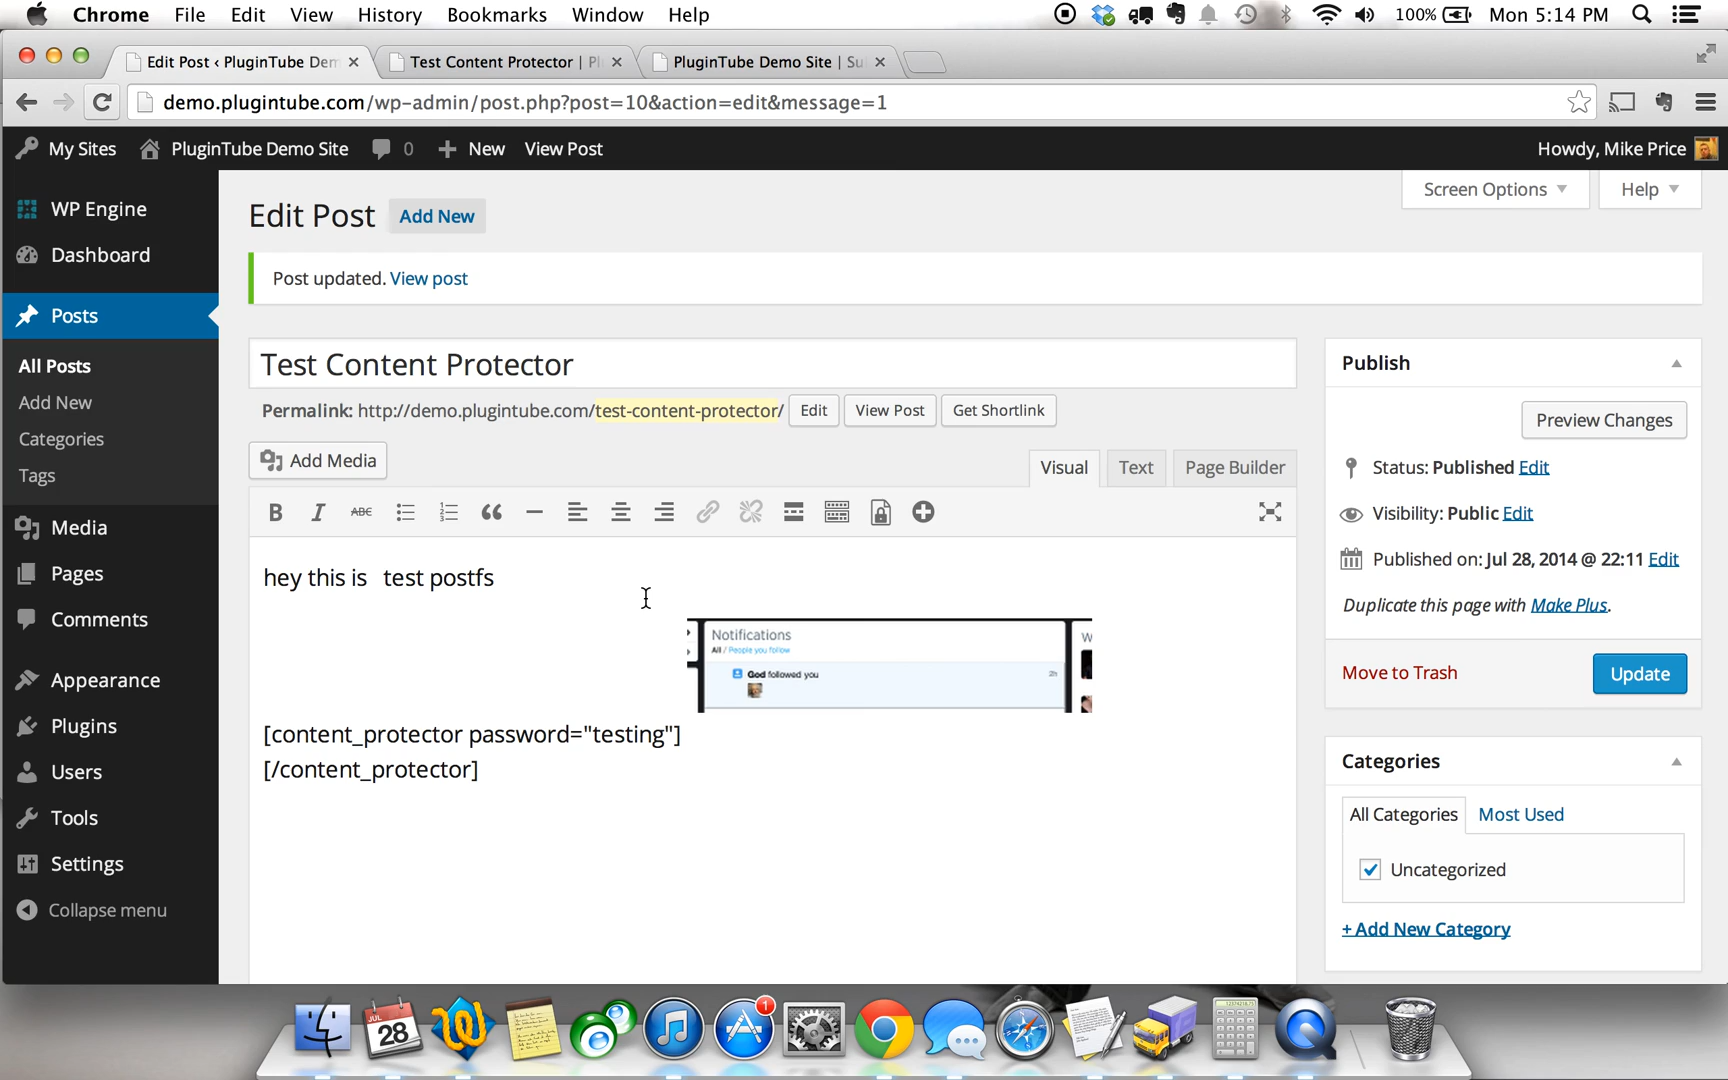 Chrome File Edit View History Bookmarks Window Help
100% Mon 5:14 PM
Edit Post ‹ PluginTube Dem
Test Content Protector | Pl
PluginTube Demo Site | Su
demo.plugintube.com/wp-admin/post.php?post=10&action=edit&message=1
My Sites PluginTube Demo Site 0 New View Post
Howdy, Mike Price
WP Engine
Dashboard
Posts
All Posts
Add New
Categories
Tags
Media
Pages
Comments
Appearance
Plugins
Users
Tools
Settings
Collapse menu
Screen Options Help
Edit Post Add New
Post updated. View post
Test Content Protector
Permalink: http://demo.plugintube.com/test-content-protector/ Edit View Post Get Shortlink
Add Media
Visual Text Page Builder
B I ABC
hey this is test postfs
Notifications
All / People you follow
God followed you
2h
W
[content_protector password="testing"]
[/content_protector]
Publish
Preview Changes
Status: Published Edit
Visibility: Public Edit
Published on: Jul 28, 2014 @ 22:11 Edit
Duplicate this page with Make Plus.
Move to Trash Update
Categories
All Categories Most Used
Uncategorized
+ Add New Category
JUL
28
1